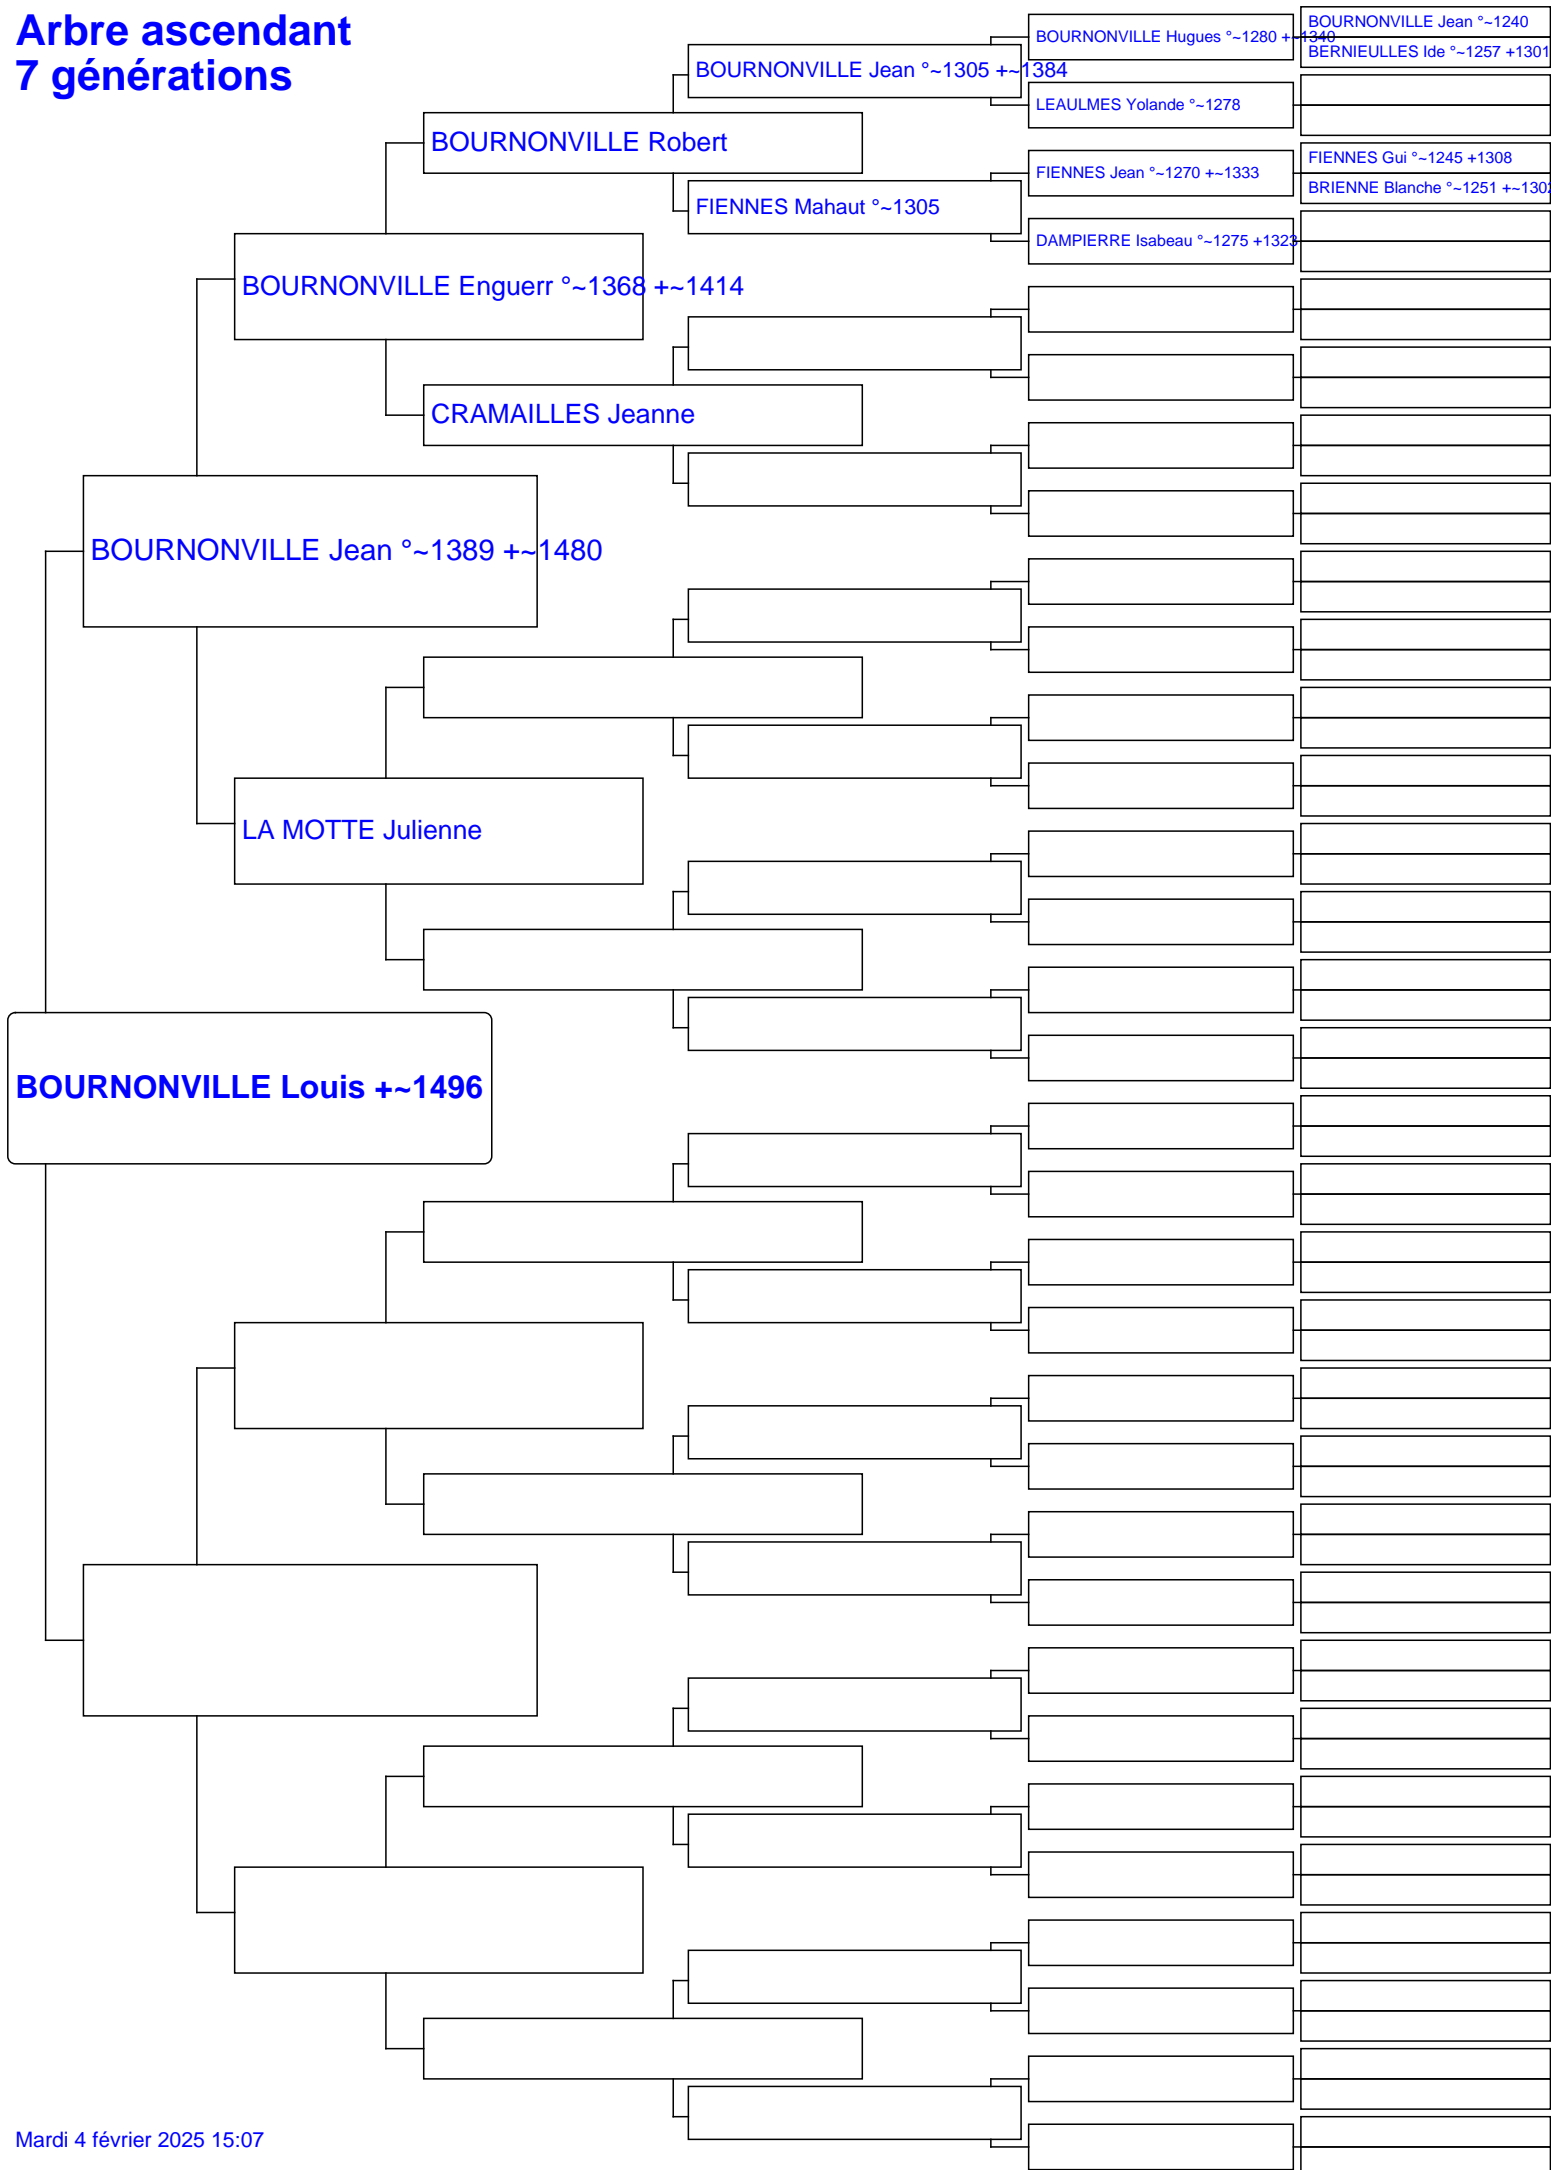 Arbre ascendant
7 générations
BOURNONVILLE Jean °~1240
BOURNONVILLE Hugues °~1280 +~1340
BERNIEULLES Ide °~1257 +1301
BOURNONVILLE Jean °~1305 +~1384
LEAULMES Yolande °~1278
BOURNONVILLE Robert
FIENNES Gui °~1245 +1308
FIENNES Jean °~1270 +~1333
BRIENNE Blanche °~1251 +~1302
FIENNES Mahaut °~1305
DAMPIERRE Isabeau °~1275 +1323
BOURNONVILLE Enguerr °~1368 +~1414
CRAMAILLES Jeanne
BOURNONVILLE Jean °~1389 +~1480
LA MOTTE Julienne
BOURNONVILLE Louis +~1496
Mardi 4 février 2025 15:07